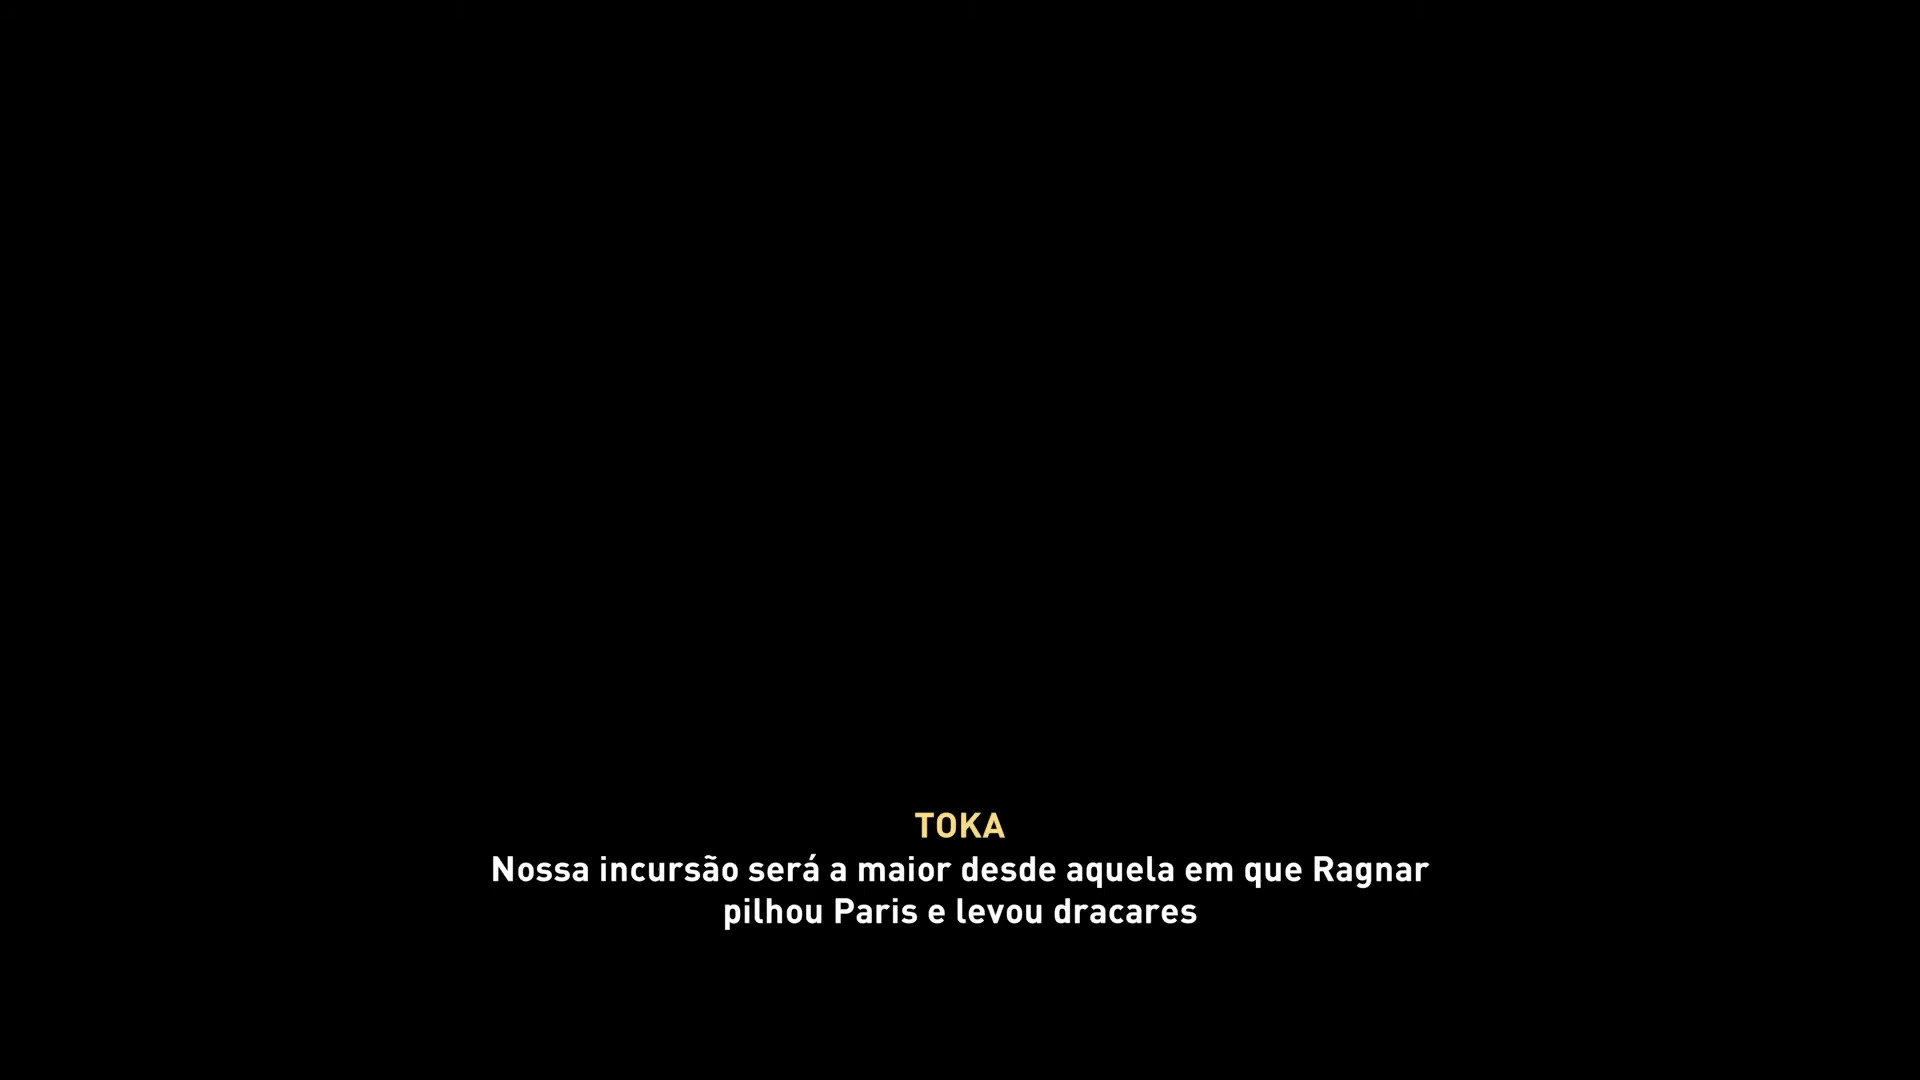 TOKA
Nossa incursão será a maior desde aquela em que Ragnar
pilhou Paris e levou dracares